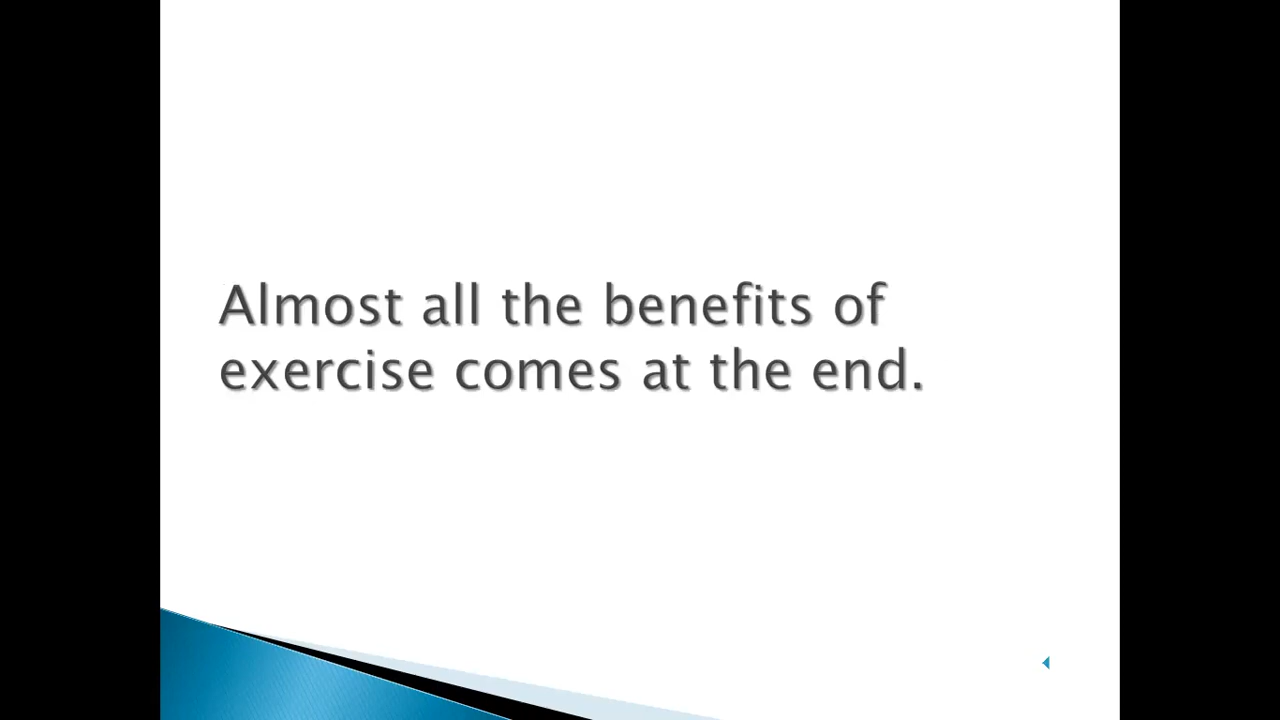 Almost all the benefits of
exercise comes at the end.